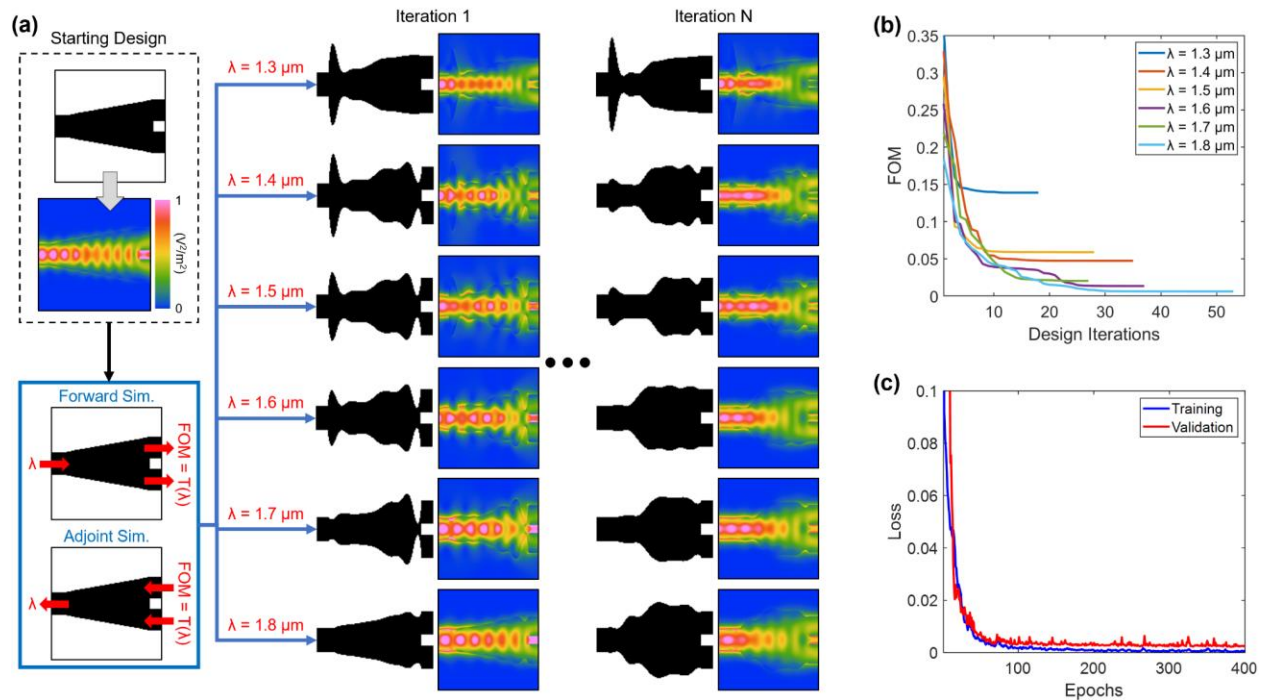 (a)
Starting Design
1
(V²/m²)
0
Forward Sim.
λ
FOM = T(λ)
Adjoint Sim.
λ
FOM = T(λ)
Iteration 1
Iteration N
λ = 1.3 µm
λ = 1.4 µm
λ = 1.5 µm
λ = 1.6 µm
λ = 1.7 µm
λ = 1.8 µm
•••
(b)
FOM
0.35
0.3
0.25
0.2
0.15
0.1
0.05
0
10 20 30 40 50
Design Iterations
λ = 1.3 µm
λ = 1.4 µm
λ = 1.5 µm
λ = 1.6 µm
λ = 1.7 µm
λ = 1.8 µm
(c)
Loss
0.1
0.08
0.06
0.04
0.02
0
100 200 300 400
Epochs
Training
Validation